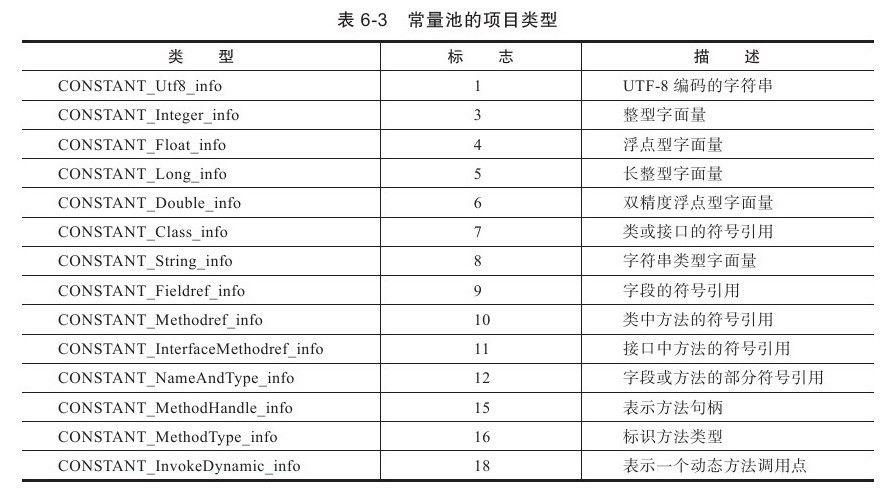 表 6-3 常量池的项目类型
类 型 标 志 描 述
CONSTANT_Utf8_info 1 UTF-8 编码的字符串
CONSTANT_Integer_info 3 整型字面量
CONSTANT_Float_info 4 浮点型字面量
CONSTANT_Long_info 5 长整型字面量
CONSTANT_Double_info 6 双精度浮点型字面量
CONSTANT_Class_info 7 类或接口的符号引用
CONSTANT_String_info 8 字符串类型字面量
CONSTANT_Fieldref_info 9 字段的符号引用
CONSTANT_Methodref_info 10 类中方法的符号引用
CONSTANT_InterfaceMethodref_info 11 接口中方法的符号引用
CONSTANT_NameAndType_info 12 字段或方法的部分符号引用
CONSTANT_MethodHandle_info 15 表示方法句柄
CONSTANT_MethodType_info 16 标识方法类型
CONSTANT_InvokeDynamic_info 18 表示一个动态方法调用点